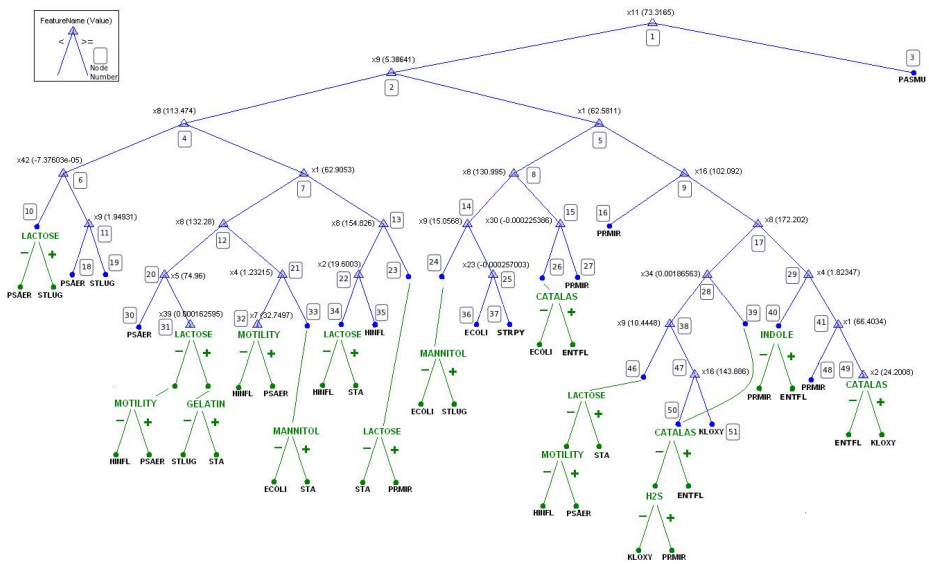 FeatureName (Value)
< >=
Node
Number
x11 (73.3165)
1
3
PASMU
x9 (5.38641)
2
x8 (113.474)
4
x1 (62.5811)
5
x42 (-7.37603e-05)
6
x1 (62.9053)
7
x8 (130.995)
8
x16 (102.092)
9
10
LACTOSE
- +
PSAER STLUG
x9 (1.94931)
11
18 PSAER STLUG 19
x8 (132.28)
12
x8 (154.826)
13
x9 (15.0568)
14
x30 (-0.000225386)
15
16
PRMIR
x8 (172.202)
17
20
x5 (74.96)
x4 (1.23215)
21
x2 (19.6003)
22
23
24
x23 (-0.000257003)
25
26
27
PRMIR
x34 (0.00186563)
28
29
x4 (1.82347)
30
PSAER
x39 (0.000162595)
31
LACTOSE
- +
MOTILITY
- +
HINFL PSAER
GELATIN
- +
STLUG STA
32
x7 (32.7497)
MOTILITY
- +
HINFL PSAER
33
MANNITOL
- +
ECOLI STA
34
LACTOSE
- +
HINFL STA
35
HINFL
LACTOSE
- +
STA PRMIR
MANNITOL
- +
ECOLI STLUG
36
ECOLI
37
STRPY
CATALAS
- +
ECOLI ENTFL
x9 (10.4448)
38
39
40
INDOLE
- +
PRMIR ENTFL
41
x1 (66.4034)
46
LACTOSE
- +
STA
MOTILITY
- +
HINFL PSAER
47
x16 (143.886)
50
KLOXY
51
CATALAS
- +
ENTFL
H2S
- +
KLOXY PRMIR
48
PRMIR
49
x2 (24.2008)
CATALAS
- +
ENTFL KLOXY